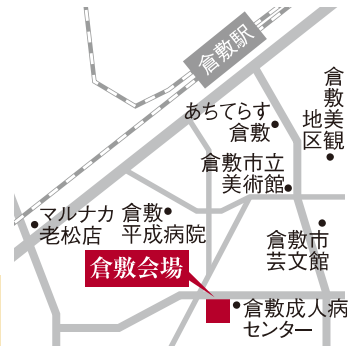 倉敷駅
あちてらす
倉敷
倉敷美観
地区
倉敷市立
美術館
マルナカ
老松店
倉敷
平成病院
倉敷市
芸文館
倉敷会場
倉敷成人病
センター